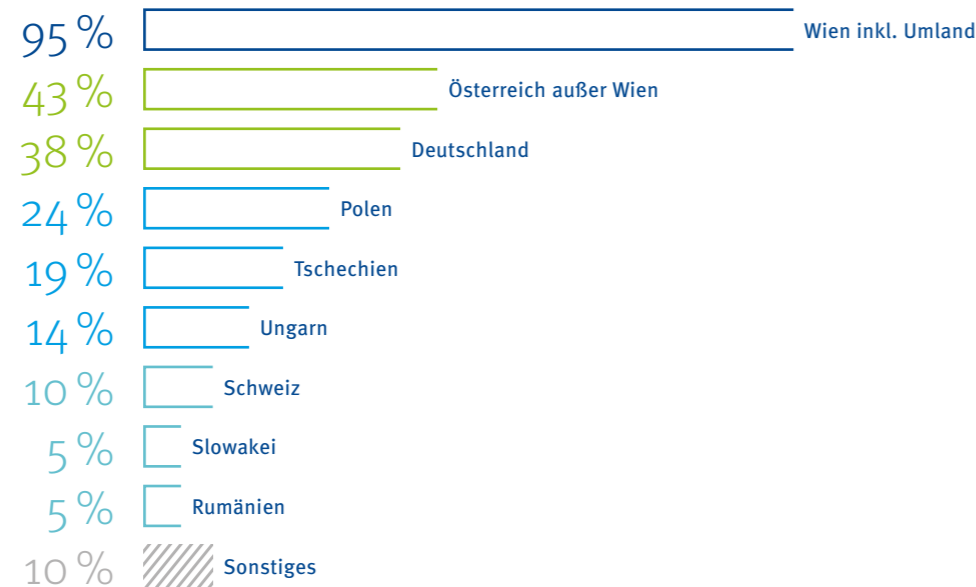 95 % Wien inkl. Umland
43 % Österreich außer Wien
38 % Deutschland
24 % Polen
19 % Tschechien
14 % Ungarn
10 % Schweiz
5 % Slowakei
5 % Rumänien
10 % Sonstiges